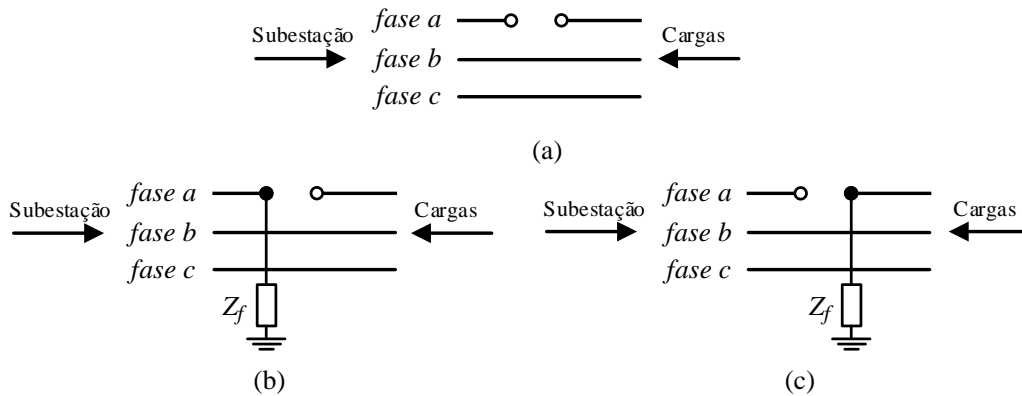 fase a
Subestação
Cargas
fase b
fase c
(a)
fase a
Subestação
Cargas
fase b
fase c
Zf
(b)
fase a
Subestação
Cargas
fase b
fase c
Zf
(c)